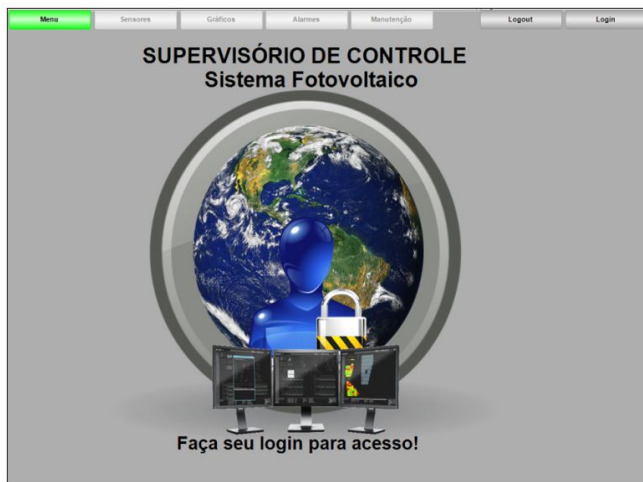 Menu Sensores Gráficos Alarmes Manutenção Logout Login
SUPERVISÓRIO DE CONTROLE
Sistema Fotovoltaico
Faça seu login para acesso!